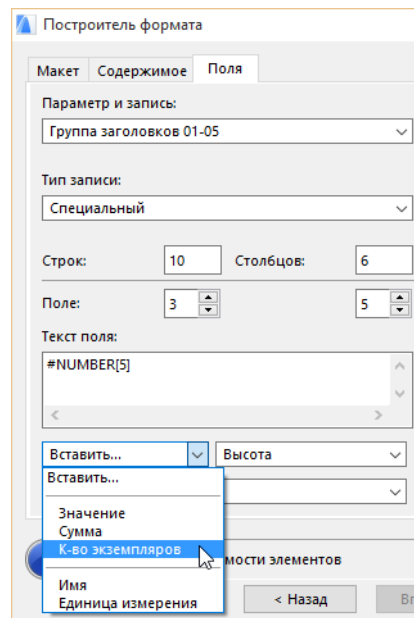 Построитель формата
Макет Содержимое Поля
Параметр и запись:
Группа заголовков 01-05
Тип записи:
Специальный
Строк: 10 Столбцов: 6
Поле: 3 5
Текст поля:
#NUMBER[5]
Вставить... Высота
Вставить...
Значение
Сумма
К-во экземпляров
мости элементов
Имя
Единица измерения
< Назад